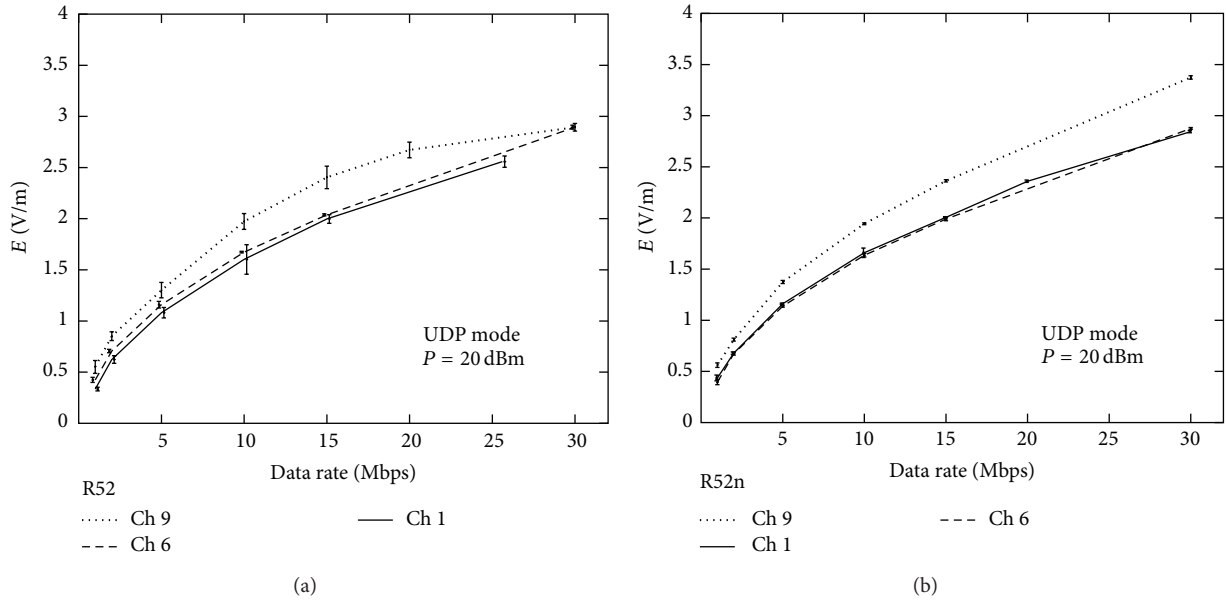 4
3.5
3
2.5
2
1.5
1
0.5
0
E (V/m)
UDP mode
P = 20 dBm
5 10 15 20 25 30
Data rate (Mbps)
R52
Ch 9 Ch 1
Ch 6
(a)
4
3.5
3
2.5
2
1.5
1
0.5
0
E (V/m)
UDP mode
P = 20 dBm
5 10 15 20 25 30
Data rate (Mbps)
R52n
Ch 9 Ch 6
Ch 1
(b)